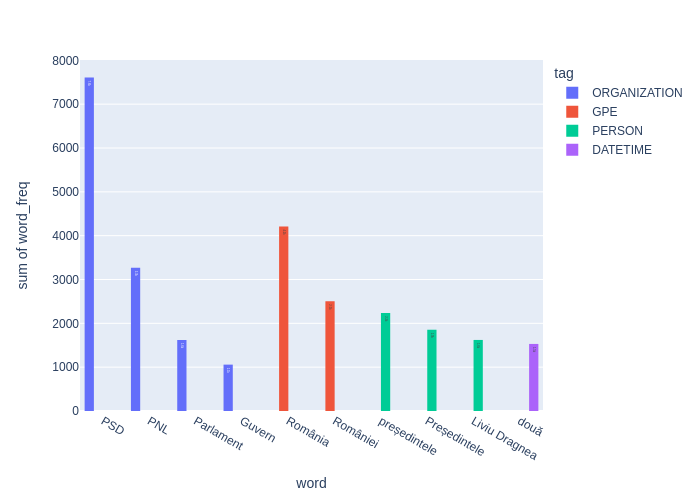 tag
ORGANIZATION
GPE
PERSON
DATETIME
8000
7000
6000
5000
4000
3000
2000
1000
0
sum of word_freq
PSD
PNL
Parlament
Guvern
România
României
președintele
Președintele
Liviu Dragnea
două
word